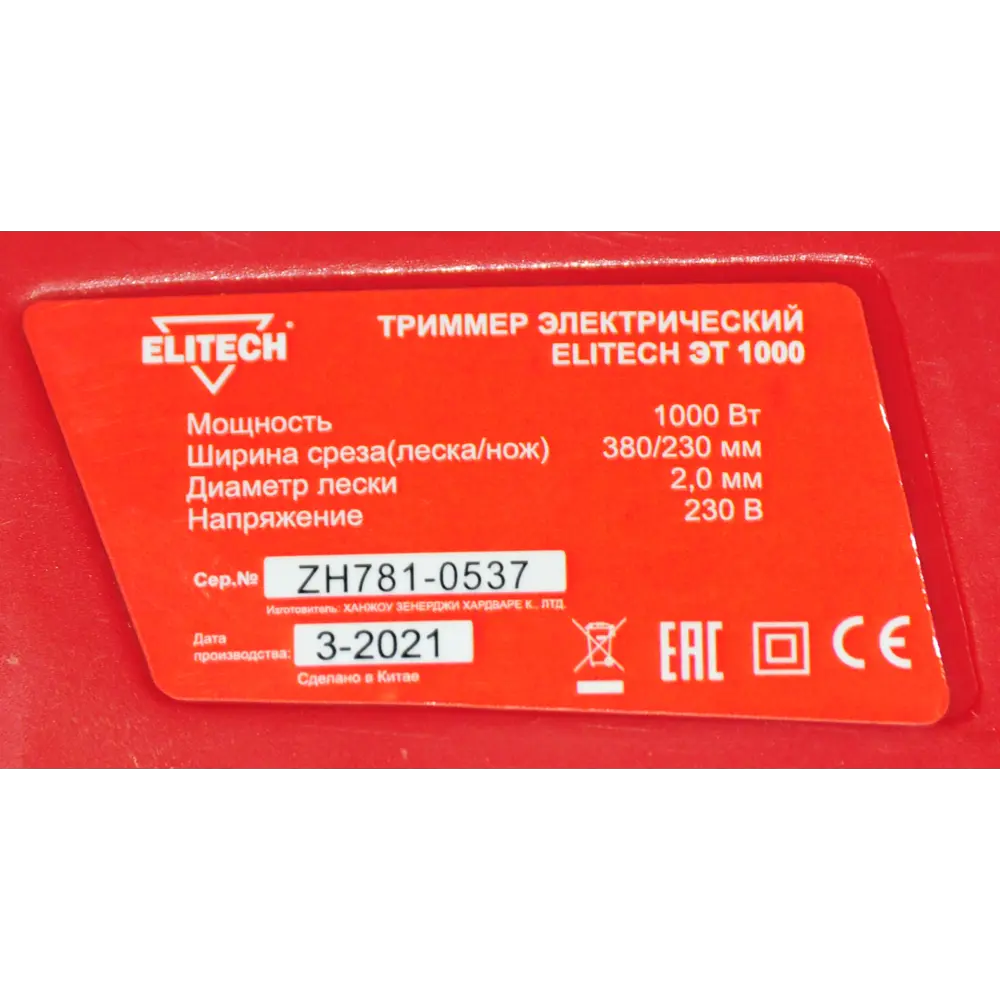 ELITECH
ТРИММЕР ЭЛЕКТРИЧЕСКИЙ
ELITECH ЭТ 1000
Мощность 1000 Вт
Ширина среза(леска/нож) 380/230 мм
Диаметр лески 2,0 мм
Напряжение 230 В
Сер.№ ZH781-0537
Изготовитель: ХАНЖОУ ЗЕНЕРДЖИ ХАРДВАРЕ К., ЛТД.
Дата
производства: 3-2021
Сделано в Китае
EAC CE